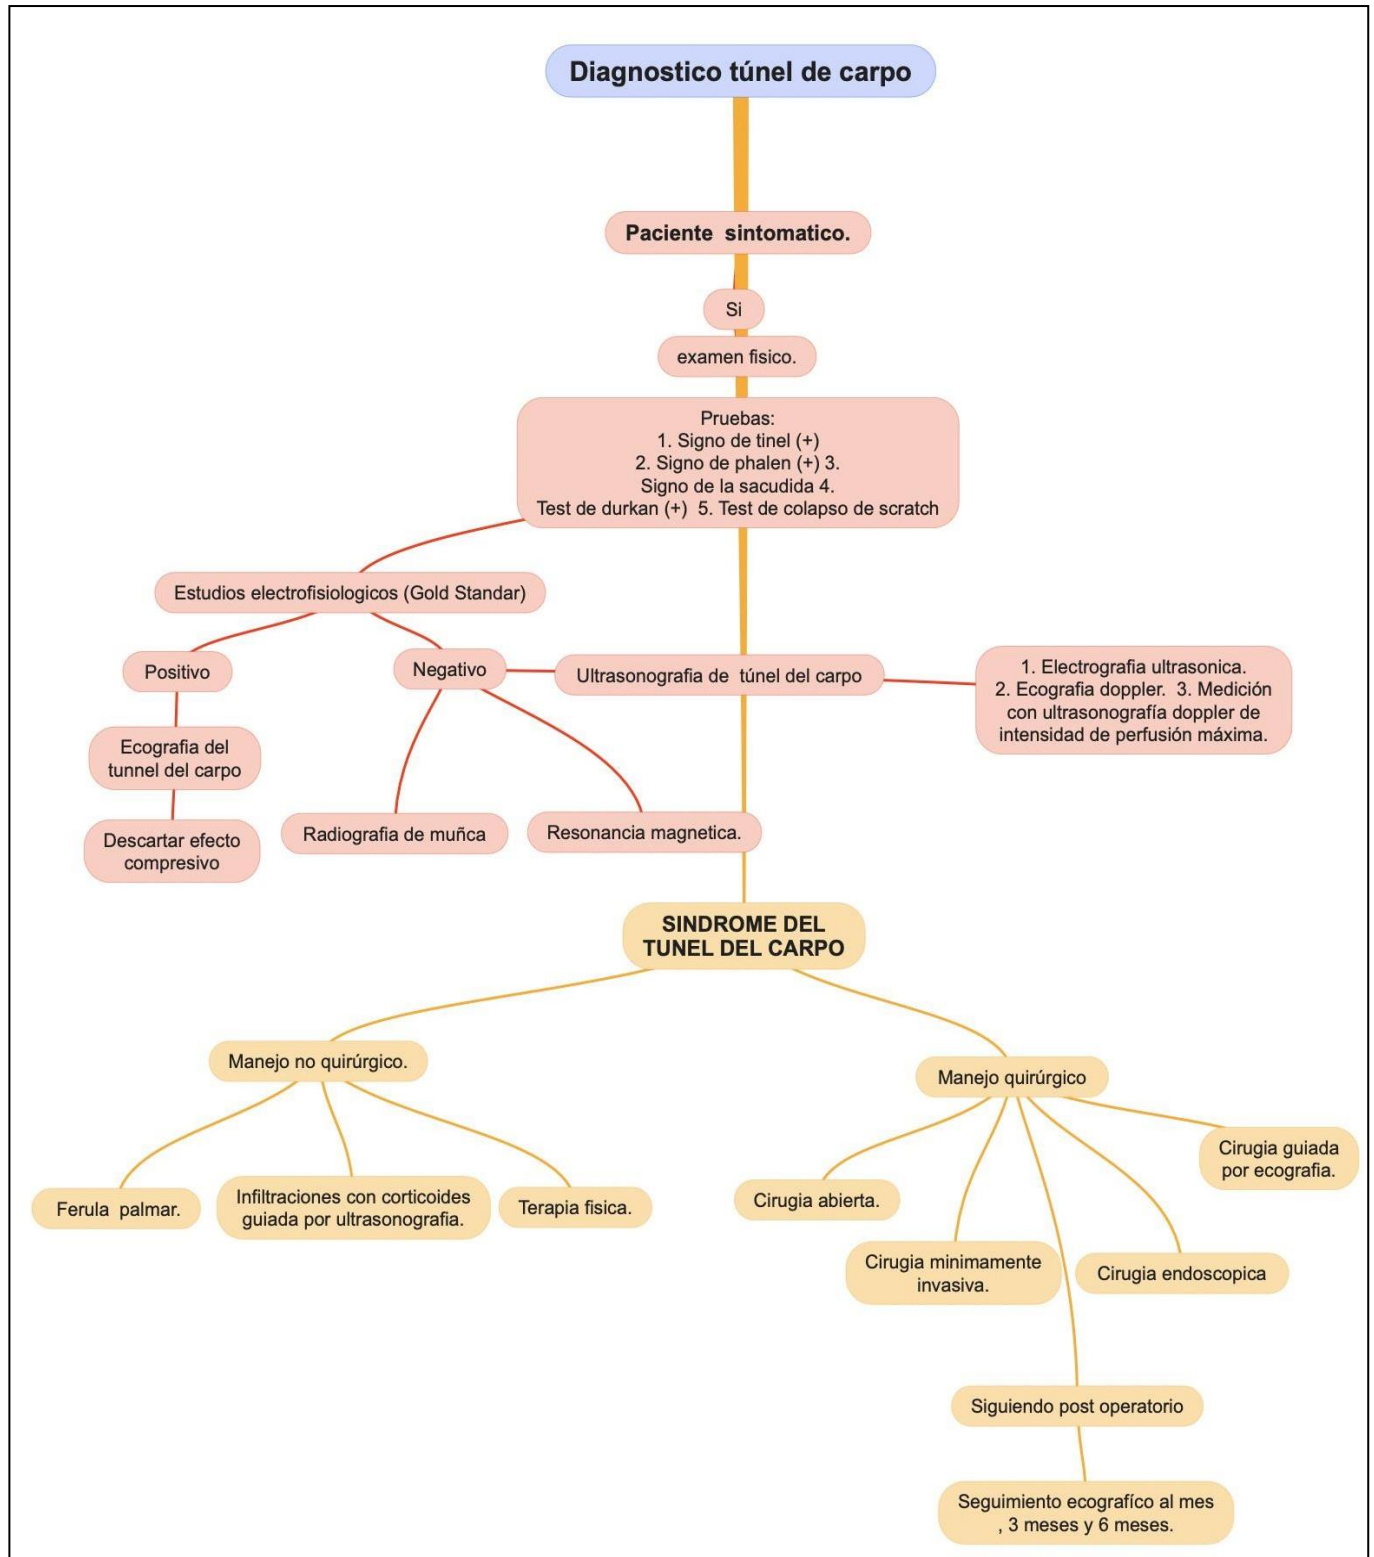 Diagnostico túnel de carpo
Paciente sintomatico.
Si
examen fisico.
Pruebas:
1. Signo de tinel (+)
2. Signo de phalen (+) 3.
Signo de la sacudida 4.
Test de durkan (+) 5. Test de colapso de scratch
Estudios electrofisiologicos (Gold Standar)
Positivo
Negativo
Ultrasonografia de túnel del carpo
1. Electrografia ultrasonica.
2. Ecografia doppler. 3. Medición
con ultrasonografía doppler de
intensidad de perfusión máxima.
Ecografia del
tunnel del carpo
Descartar efecto
compresivo
Radiografia de muñca
Resonancia magnetica.
SINDROME DEL
TUNEL DEL CARPO
Manejo no quirúrgico.
Manejo quirúrgico
Ferula palmar.
Infiltraciones con corticoides
guiada por ultrasonografia.
Terapia fisica.
Cirugia abierta.
Cirugia minimamente
invasiva.
Cirugia endoscopica
Cirugia guiada
por ecografia.
Siguiendo post operatorio
Seguimiento ecografíco al mes
, 3 meses y 6 meses.